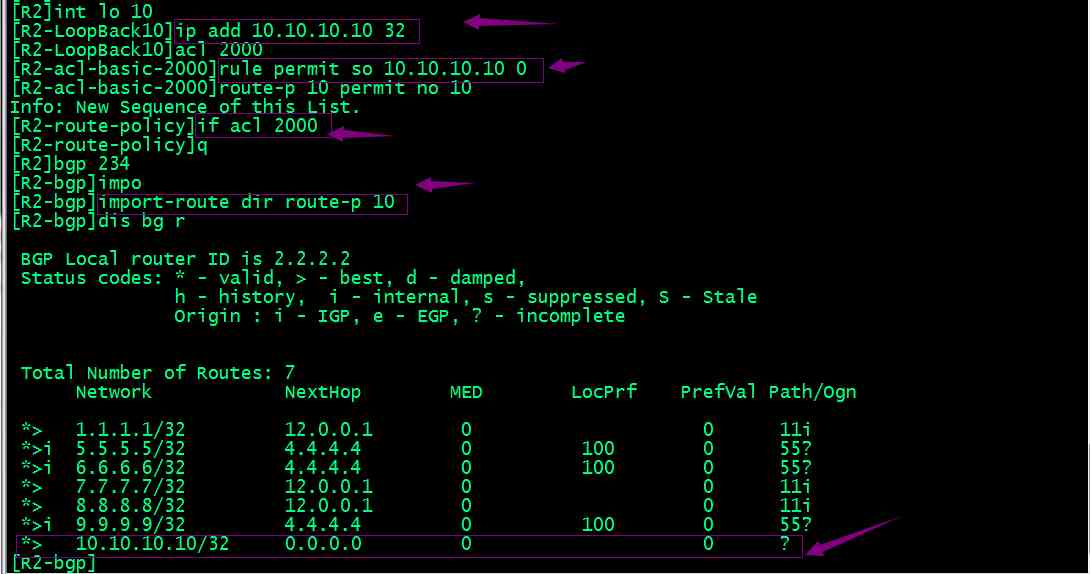 [R2]int lo 10
[R2-LoopBack10]ip add 10.10.10.10 32
[R2-LoopBack10]acl 2000
[R2-acl-basic-2000]rule permit so 10.10.10.10 0
[R2-acl-basic-2000]route-p 10 permit no 10
Info: New Sequence of this List.
[R2-route-policy]if acl 2000
[R2-route-policy]q
[R2]bgp 234
[R2-bgp]impo
[R2-bgp]import-route dir route-p 10
[R2-bgp]dis bg r
BGP Local router ID is 2.2.2.2
Status codes: * - valid, > - best, d - damped,
h - history,  i - internal, s - suppressed, S - Stale
Origin : i - IGP, e - EGP, ? - incomplete
Total Number of Routes: 7
Network NextHop MED LocPrf PrefVal Path/Ogn
*> 1.1.1.1/32 12.0.0.1 0 0 11i
*>i 5.5.5.5/32 4.4.4.4 0 100 0 55?
*>i 6.6.6.6/32 4.4.4.4 0 100 0 55?
*> 7.7.7.7/32 12.0.0.1 0 0 11i
*> 8.8.8.8/32 12.0.0.1 0 0 11i
*>i 9.9.9.9/32 4.4.4.4 0 100 0 55?
*> 10.10.10.10/32 0.0.0.0 0 0 ?
[R2-bgp]